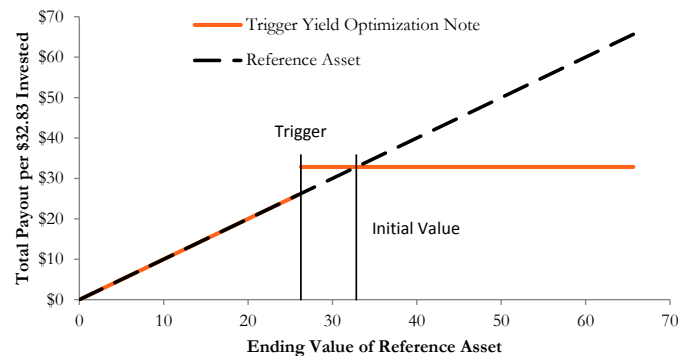 Trigger Yield Optimization Note
Reference Asset
Total Payout per $32.83 Invested
$70
$60
$50
$40
$30
$20
$10
$0
Trigger
Initial Value
0 10 20 30 40 50 60 70
Ending Value of Reference Asset